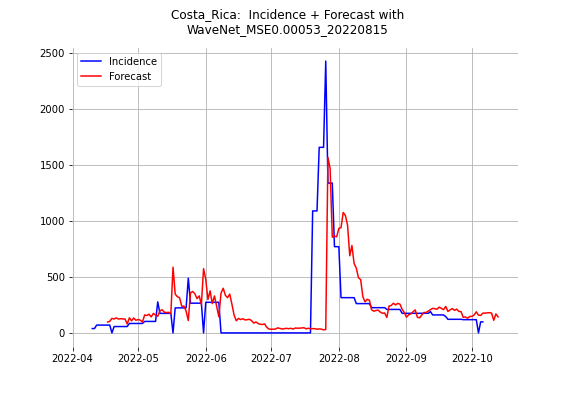 Costa_Rica:  Incidence + Forecast with
WaveNet_MSE0.00053_20220815
Incidence
Forecast
2500
2000
1500
1000
500
0
2022-04 2022-05 2022-06 2022-07 2022-08 2022-09 2022-10